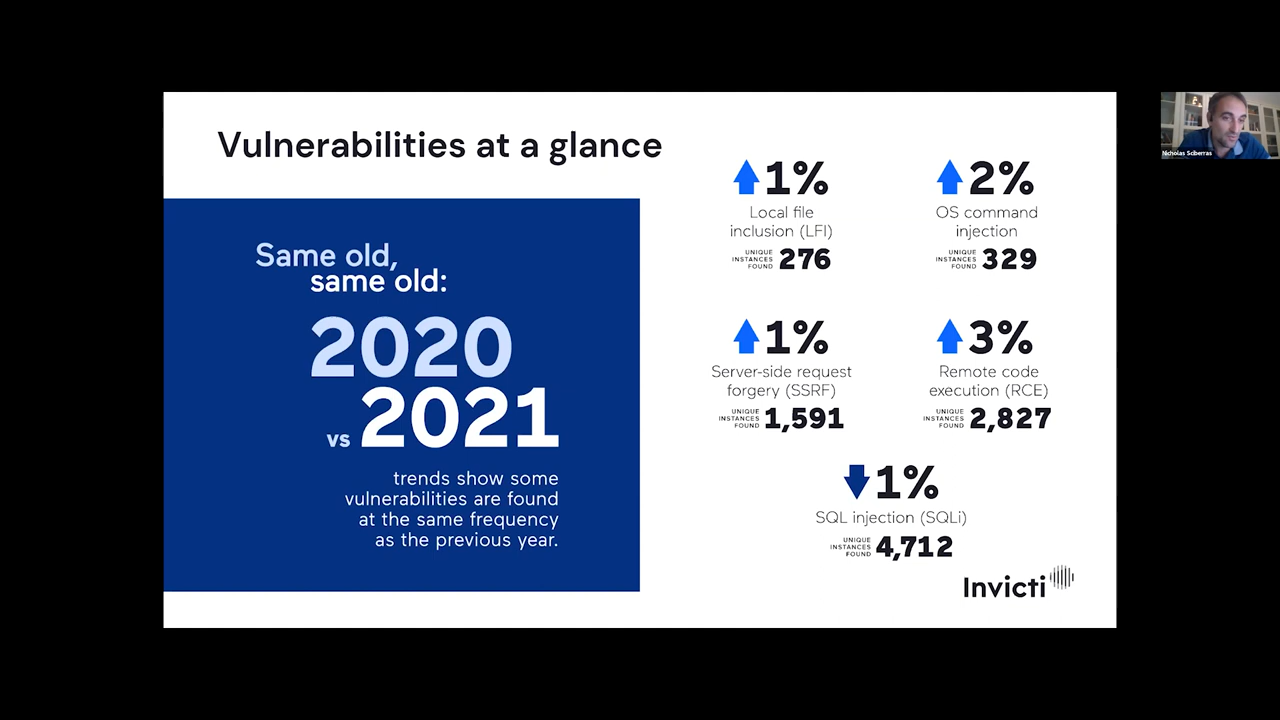 Vulnerabilities at a glance
Same old,
same old:
2020
vs 2021
trends show some
vulnerabilities are found
at the same frequency
as the previous year.
1%
Local file
inclusion (LFI)
UNIQUE
INSTANCES
FOUND
276
2%
OS command
injection
UNIQUE
INSTANCES
FOUND
329
1%
Server-side request
forgery (SSRF)
UNIQUE
INSTANCES
FOUND
1,591
3%
Remote code
execution (RCE)
UNIQUE
INSTANCES
FOUND
2,827
1%
SQL injection (SQLi)
UNIQUE
INSTANCES
FOUND
4,712
Invicti
Nicholas Sciberras